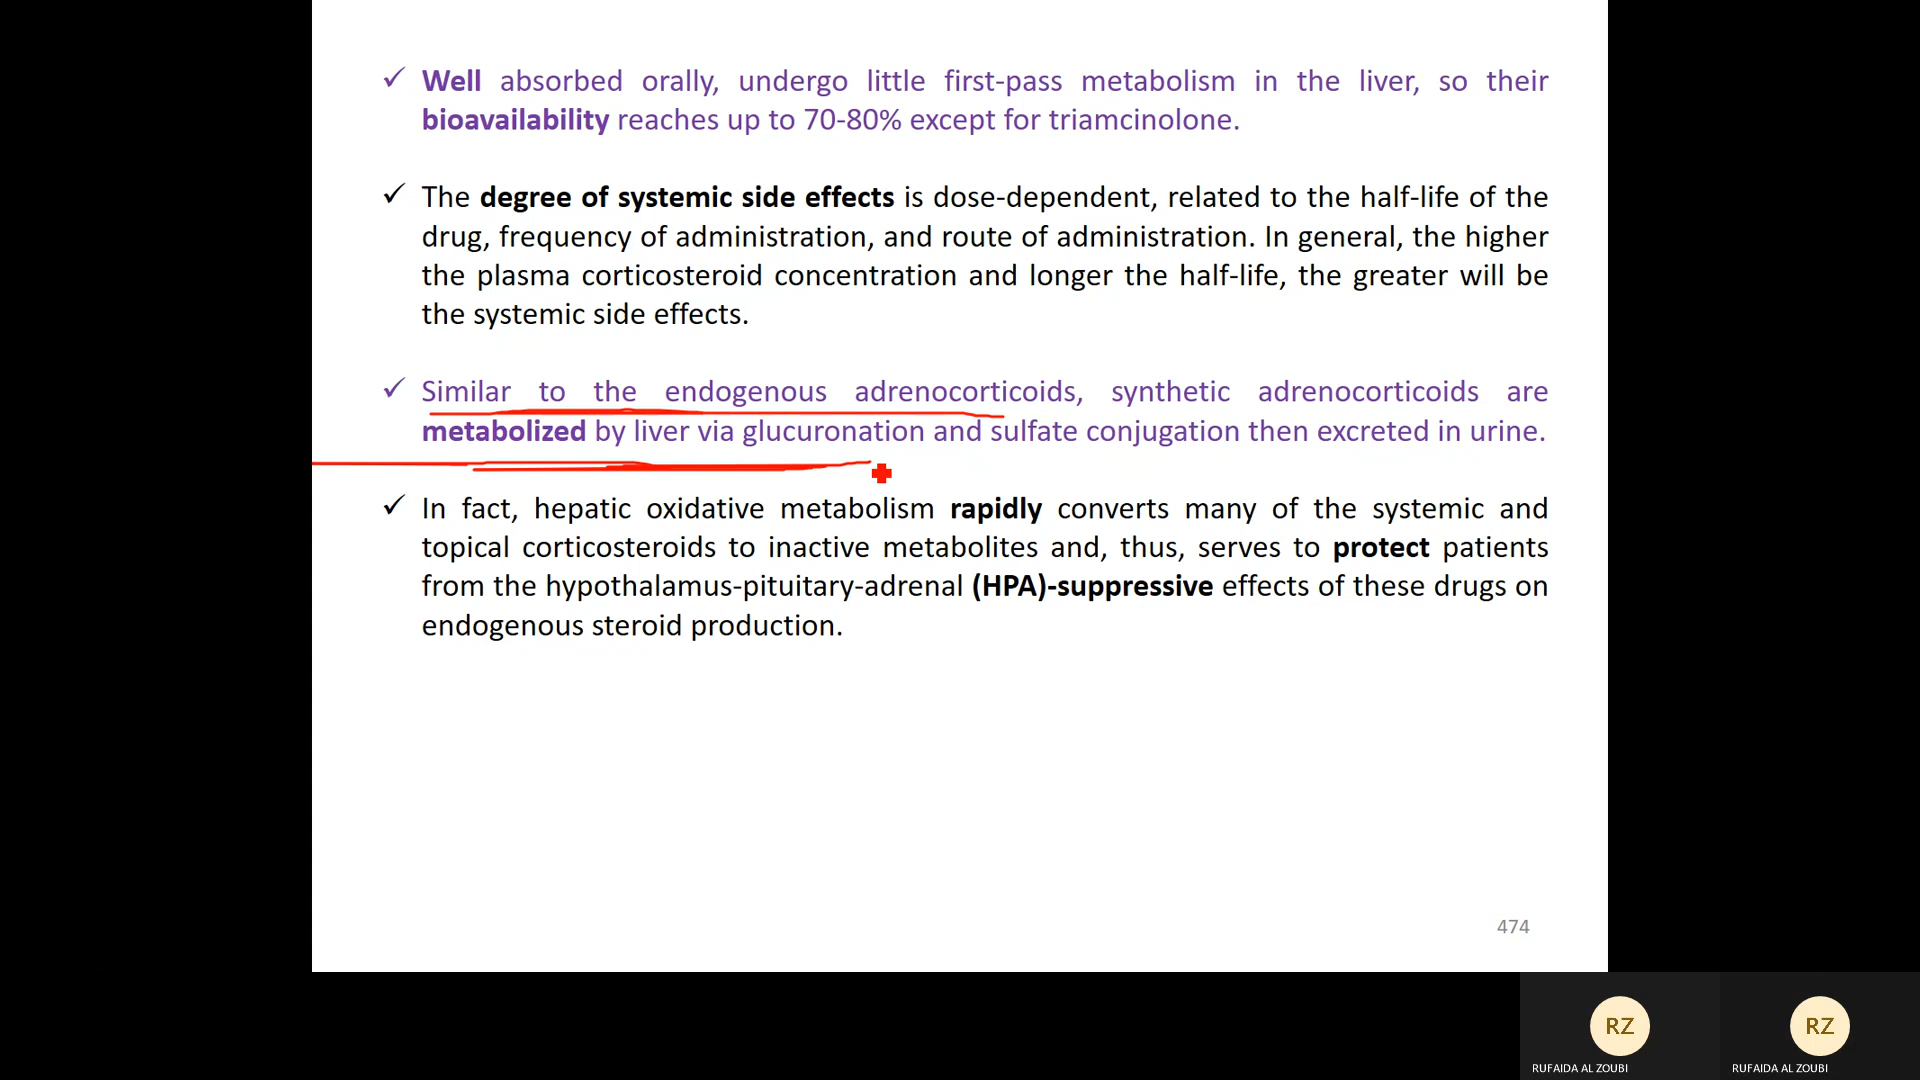 ✓ Well absorbed orally, undergo little first-pass metabolism in the liver, so their
bioavailability reaches up to 70-80% except for triamcinolone.
✓ The degree of systemic side effects is dose-dependent, related to the half-life of the
drug, frequency of administration, and route of administration. In general, the higher
the plasma corticosteroid concentration and longer the half-life, the greater will be
the systemic side effects.
✓ Similar to the endogenous adrenocorticoids, synthetic adrenocorticoids are
metabolized by liver via glucuronation and sulfate conjugation then excreted in urine.
✓ In fact, hepatic oxidative metabolism rapidly converts many of the systemic and
topical corticosteroids to inactive metabolites and, thus, serves to protect patients
from the hypothalamus-pituitary-adrenal (HPA)-suppressive effects of these drugs on
endogenous steroid production.
474
RZ
RZ
RUFAIDA AL ZOUBI
RUFAIDA AL ZOUBI